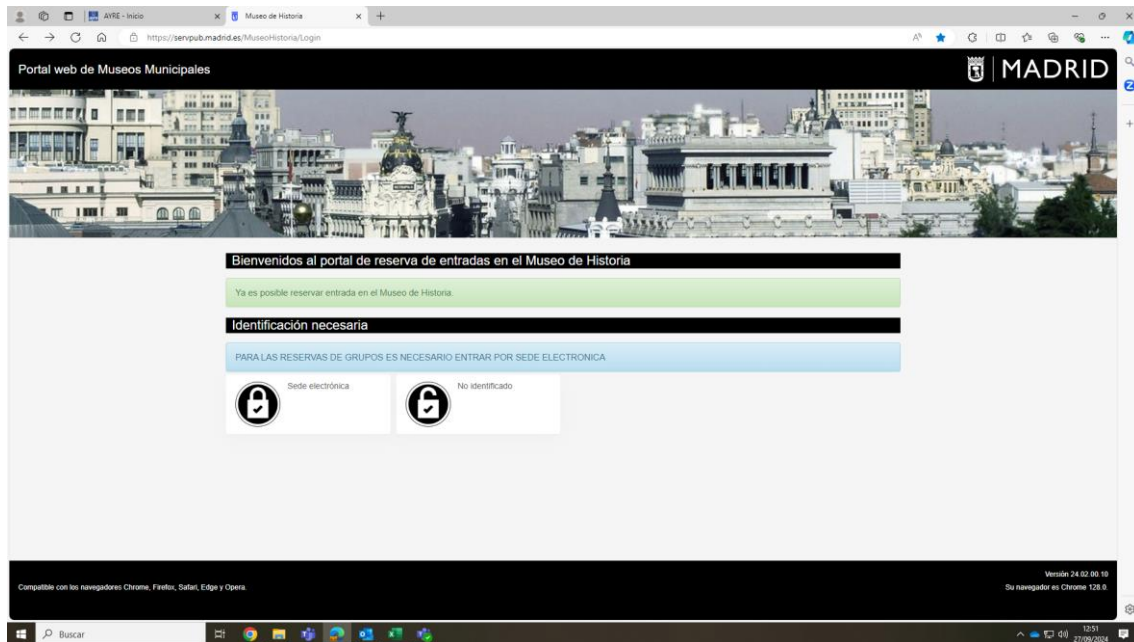 AYRE - Inicio
Museo de Historia
https://servpub.madrid.es/MuseoHistoria/Login
Portal web de Museos Municipales
MADRID
Bienvenidos al portal de reserva de entradas en el Museo de Historia
Ya es posible reservar entrada en el Museo de Historia.
Identificación necesaria
PARA LAS RESERVAS DE GRUPOS ES NECESARIO ENTRAR POR SEDE ELECTRONICA
Sede electrónica
No identificado
Versión 24.02.00.10
Compatible con los navegadores Chrome, Firefox, Safari, Edge y Opera.
Su navegador es Chrome 128.0.
Buscar
12:51
27/09/2024